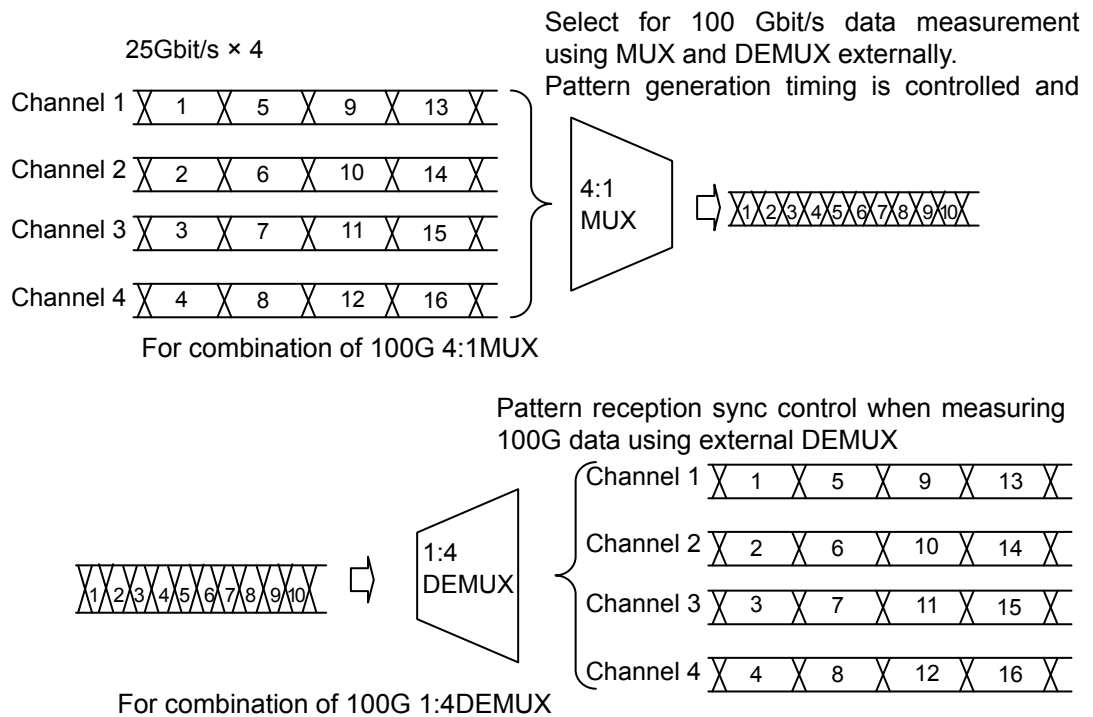 Select for 100 Gbit/s data measurement
using MUX and DEMUX externally.
Pattern generation timing is controlled and
25Gbit/s × 4
Channel 1 1 5 9 13
Channel 2 2 6 10 14
Channel 3 3 7 11 15
Channel 4 4 8 12 16
4:1
MUX
1 2 3 4 5 6 7 8 9 10
For combination of 100G 4:1MUX
Pattern reception sync control when measuring
100G data using external DEMUX
1 2 3 4 5 6 7 8 9 10
1:4
DEMUX
Channel 1 1 5 9 13
Channel 2 2 6 10 14
Channel 3 3 7 11 15
Channel 4 4 8 12 16
For combination of 100G 1:4DEMUX